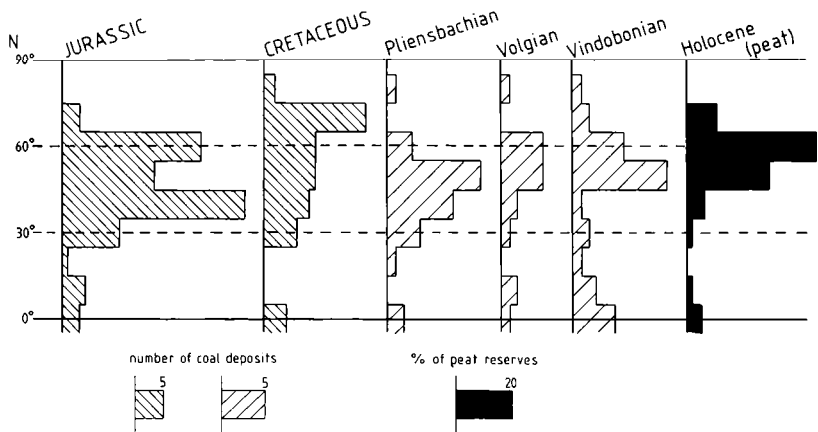 JURASSIC CRETACEOUS Pliensbachian Volgian Vindobonian Holocene (peat)
N
90°
60°
30°
0°
number of coal deposits % of peat reserves
5 5 20